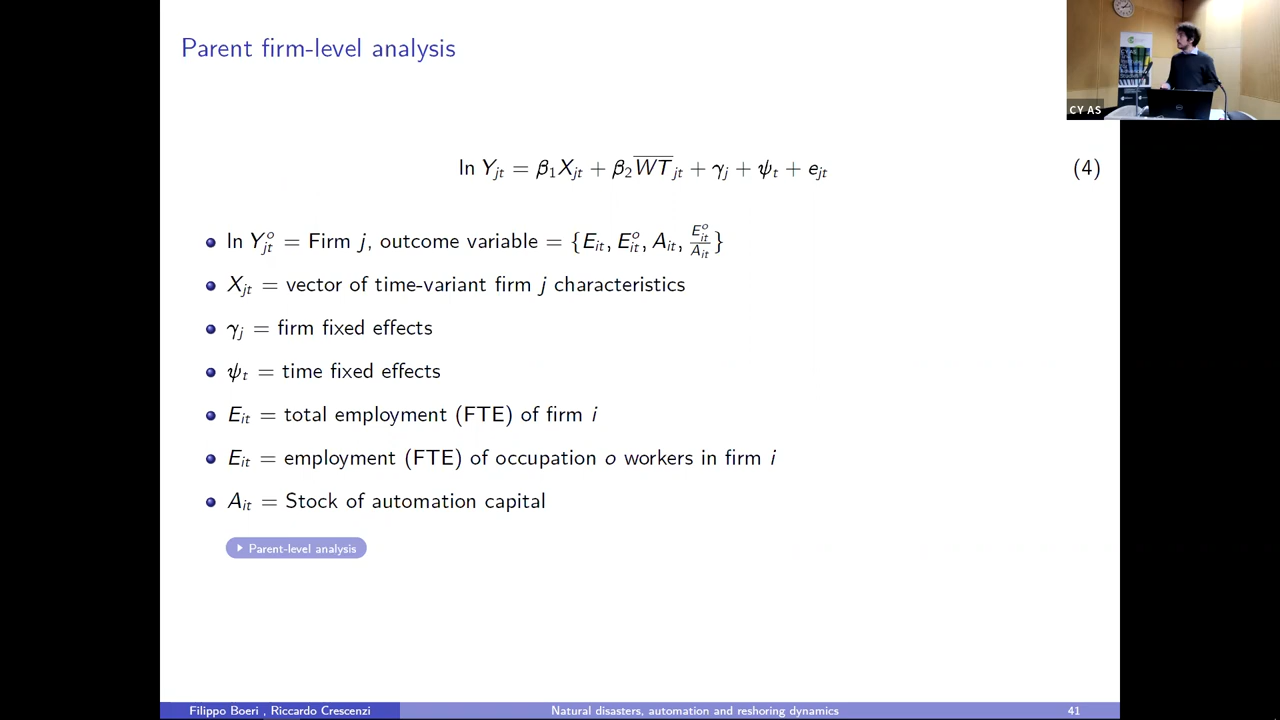 Parent firm-level analysis
CY AS
ln Y_jt = β₁X_jt + β₂\overline{WT}_jt + γ_j + ψ_t + e_jt (4)
ln Y^o_jt = Firm j, outcome variable = {E_it, E^o_it, A_it, E^o_it/A_it}
X_jt = vector of time-variant firm j characteristics
γ_j = firm fixed effects
ψ_t = time fixed effects
E_it = total employment (FTE) of firm i
E_it = employment (FTE) of occupation o workers in firm i
A_it = Stock of automation capital
Parent-level analysis
Filippo Boeri , Riccardo Crescenzi
Natural disasters, automation and reshoring dynamics
41